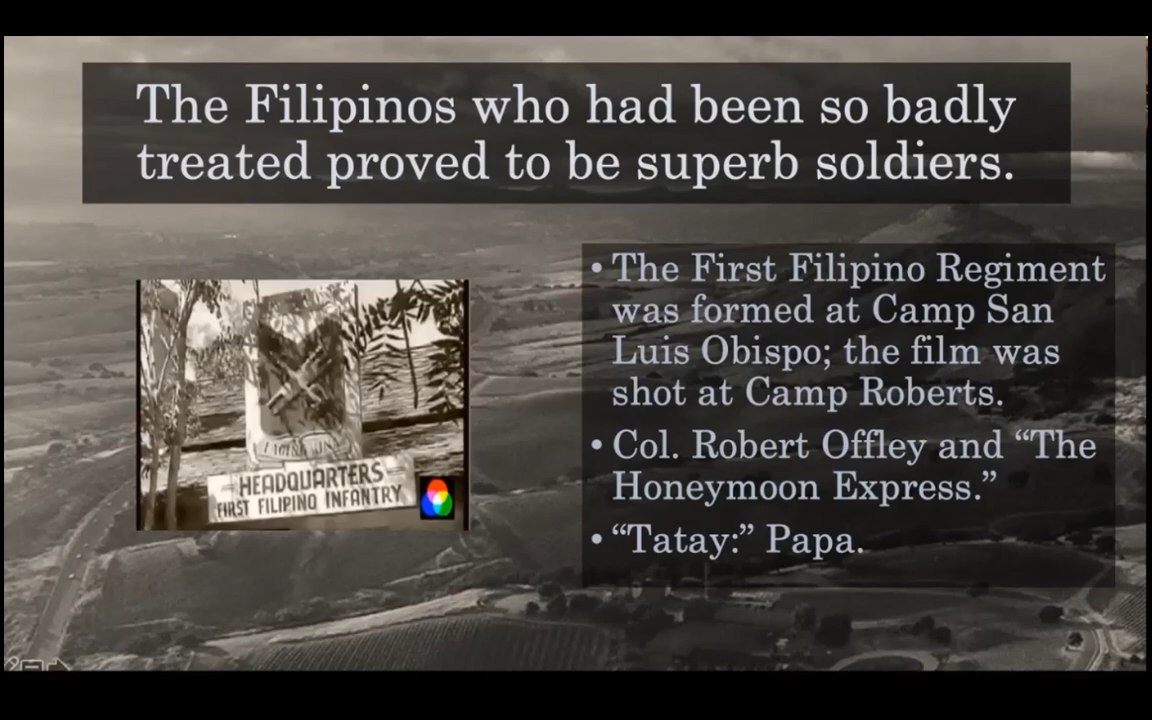 The Filipinos who had been so badly
treated proved to be superb soldiers.
• The First Filipino Regiment
was formed at Camp San
Luis Obispo; the film was
shot at Camp Roberts.
• Col. Robert Offley and “The
Honeymoon Express.”
• “Tatay:” Papa.
HEADQUARTERS
FIRST FILIPINO INFANTRY